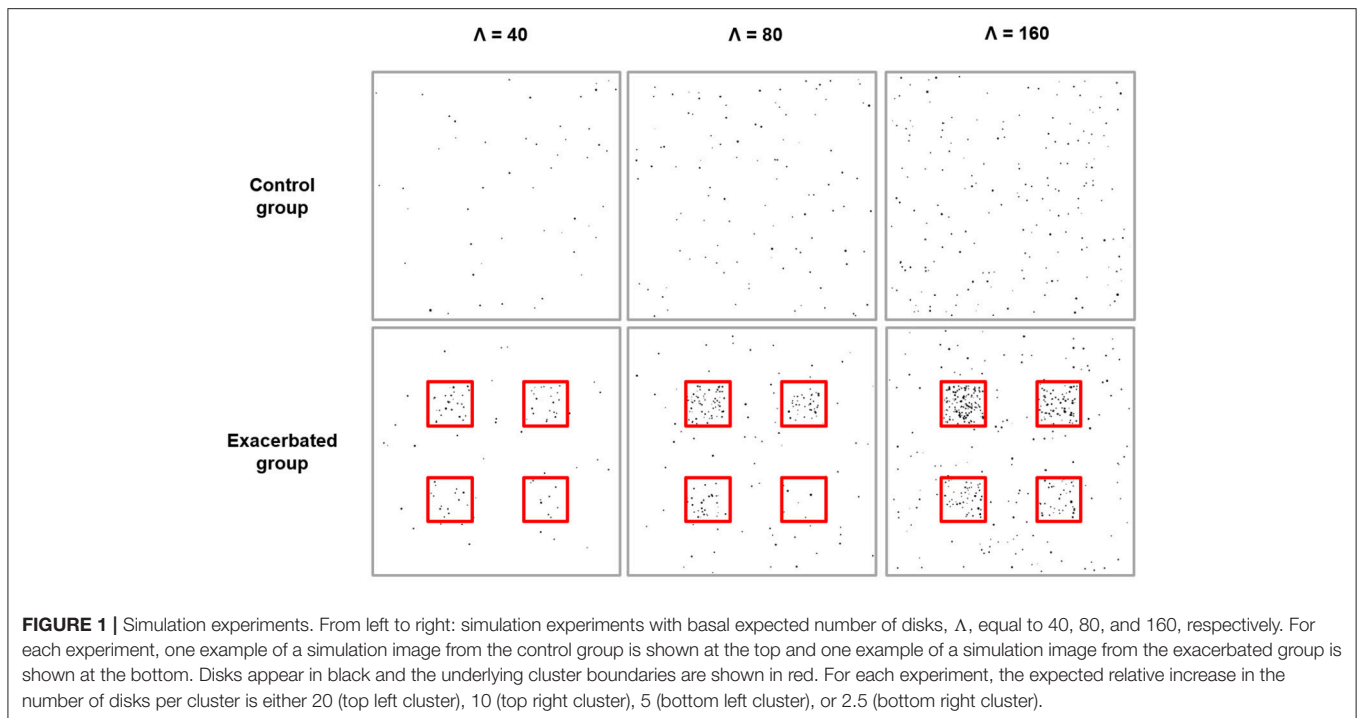 Λ = 40 Λ = 80 Λ = 160
Control
group
Exacerbated
group
FIGURE 1 | Simulation experiments. From left to right: simulation experiments with basal expected number of disks, Λ, equal to 40, 80, and 160, respectively. For
each experiment, one example of a simulation image from the control group is shown at the top and one example of a simulation image from the exacerbated group is
shown at the bottom. Disks appear in black and the underlying cluster boundaries are shown in red. For each experiment, the expected relative increase in the
number of disks per cluster is either 20 (top left cluster), 10 (top right cluster), 5 (bottom left cluster), or 2.5 (bottom right cluster).